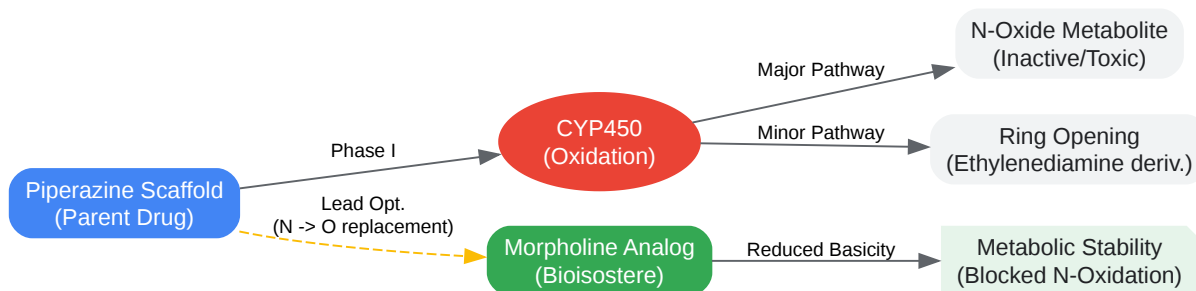 N-Oxide Metabolite
(Inactive/Toxic)
Major Pathway
CYP450
(Oxidation)
Minor Pathway
Ring Opening
(Ethylenediamine deriv.)
Phase I
Piperazine Scaffold
(Parent Drug)
Lead Opt.
(N -> O replacement)
Morpholine Analog
(Bioisostere)
Reduced Basicity
Metabolic Stability
(Blocked N-Oxidation)